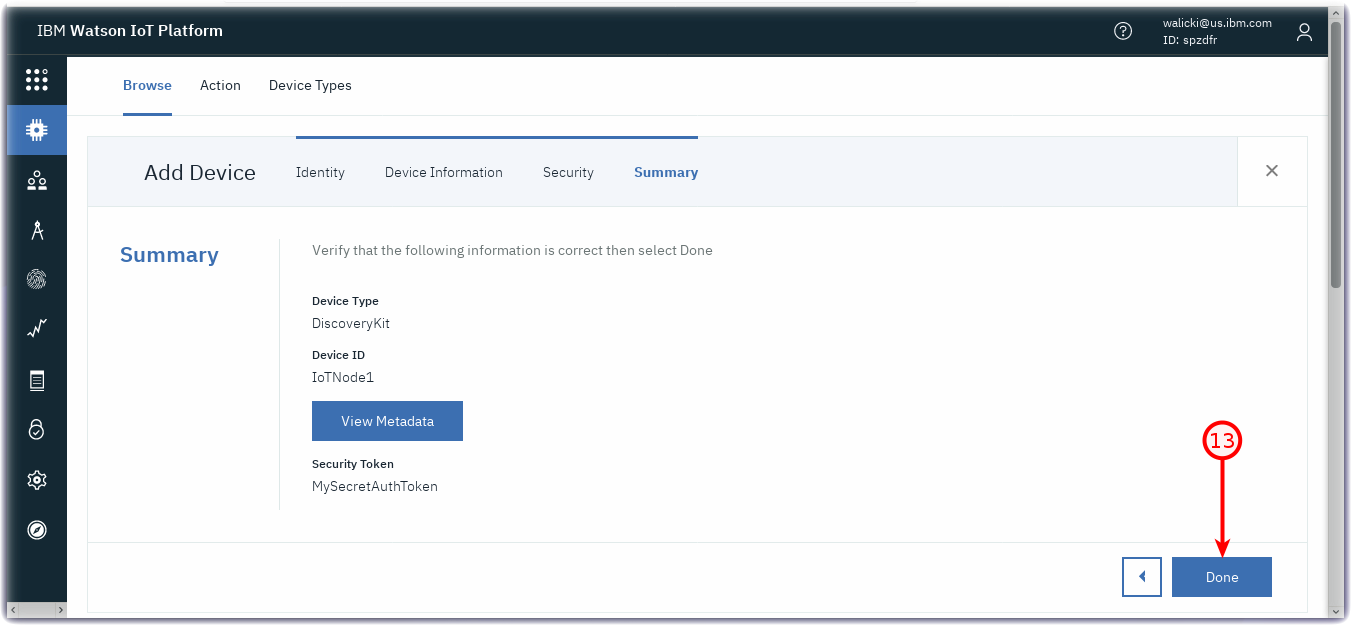 IBM Watson IoT Platform
walicki@us.ibm.com
ID: spzdfr
Browse Action Device Types
Add Device Identity Device Information Security Summary
Summary
Verify that the following information is correct then select Done
Device Type
DiscoveryKit
Device ID
IoTNode1
View Metadata
Security Token
MySecretAuthToken
13
Done